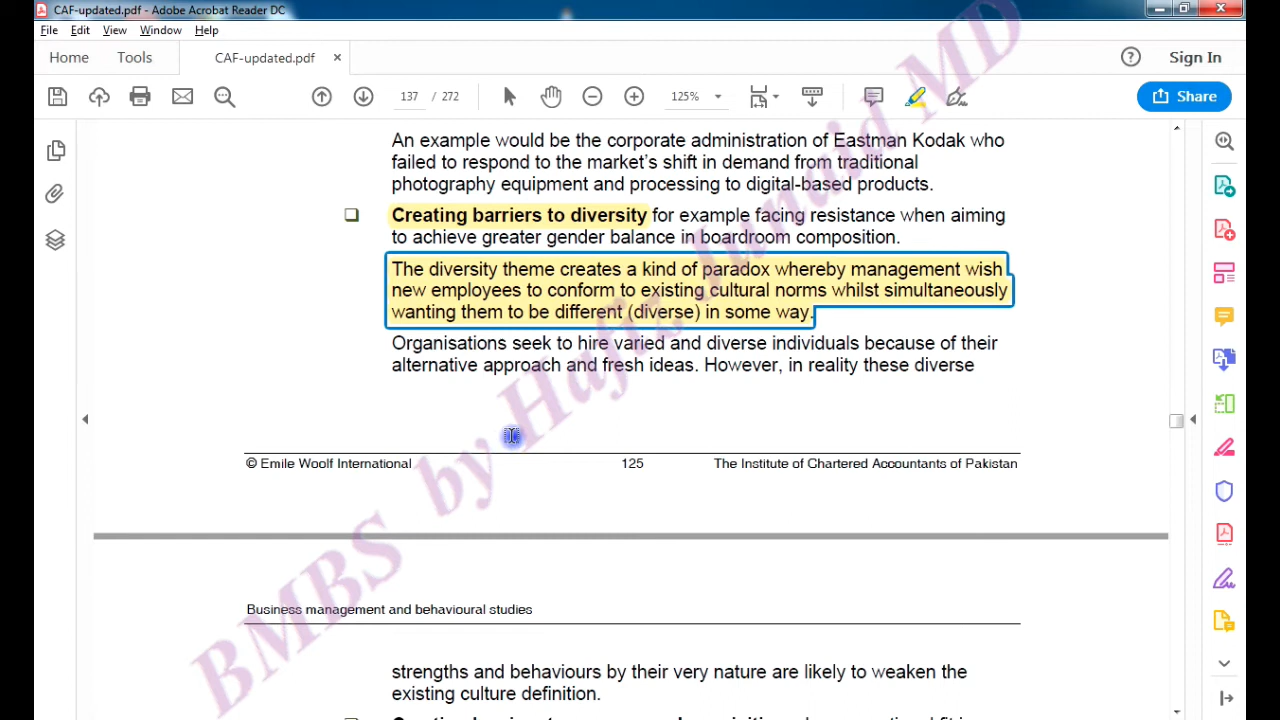 CAF-updated.pdf - Adobe Acrobat Reader DC
File Edit View Window Help
Home Tools CAF-updated.pdf × Sign In
137 / 272 125% Share
An example would be the corporate administration of Eastman Kodak who
failed to respond to the market's shift in demand from traditional
photography equipment and processing to digital-based products.
Creating barriers to diversity for example facing resistance when aiming
to achieve greater gender balance in boardroom composition.
The diversity theme creates a kind of paradox whereby management wish
new employees to conform to existing cultural norms whilst simultaneously
wanting them to be different (diverse) in some way.
Organisations seek to hire varied and diverse individuals because of their
alternative approach and fresh ideas. However, in reality these diverse
© Emile Woolf International 125 The Institute of Chartered Accountants of Pakistan
Business management and behavioural studies
strengths and behaviours by their very nature are likely to weaken the
existing culture definition.
BMBS by Hafiz Junaid MD